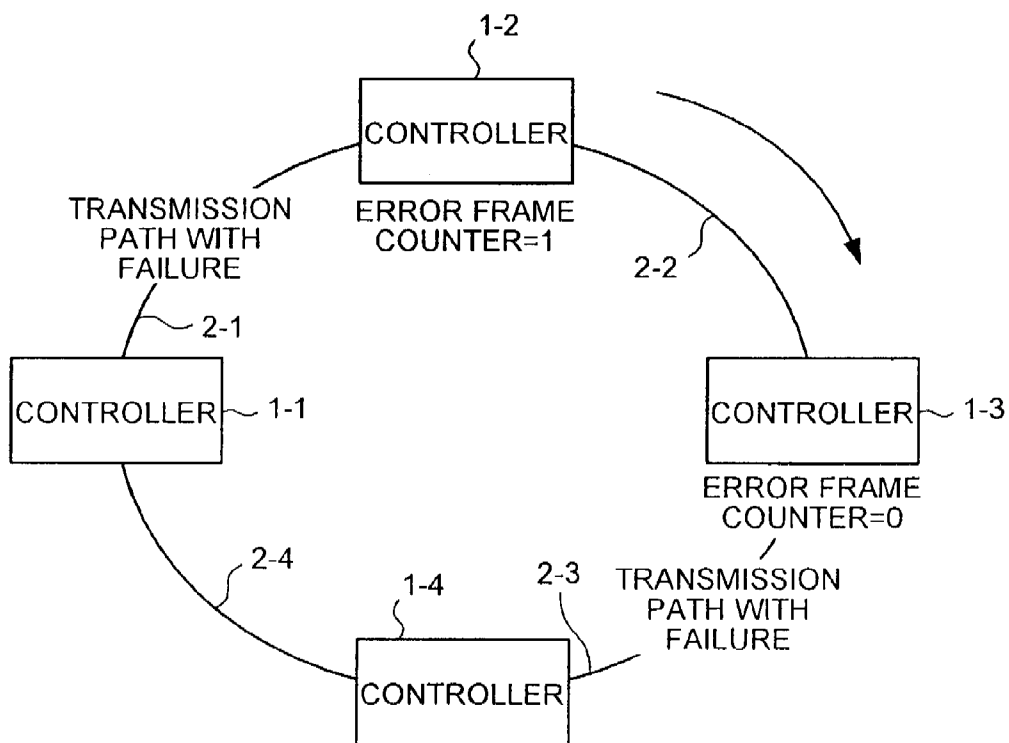 1-2
CONTROLLER
TRANSMISSION
PATH WITH
FAILURE
ERROR FRAME
COUNTER=1
2-2
2-1
CONTROLLER
1-1
CONTROLLER
1-3
ERROR FRAME
COUNTER=0
2-4
1-4
2-3
TRANSMISSION
PATH WITH
FAILURE
CONTROLLER